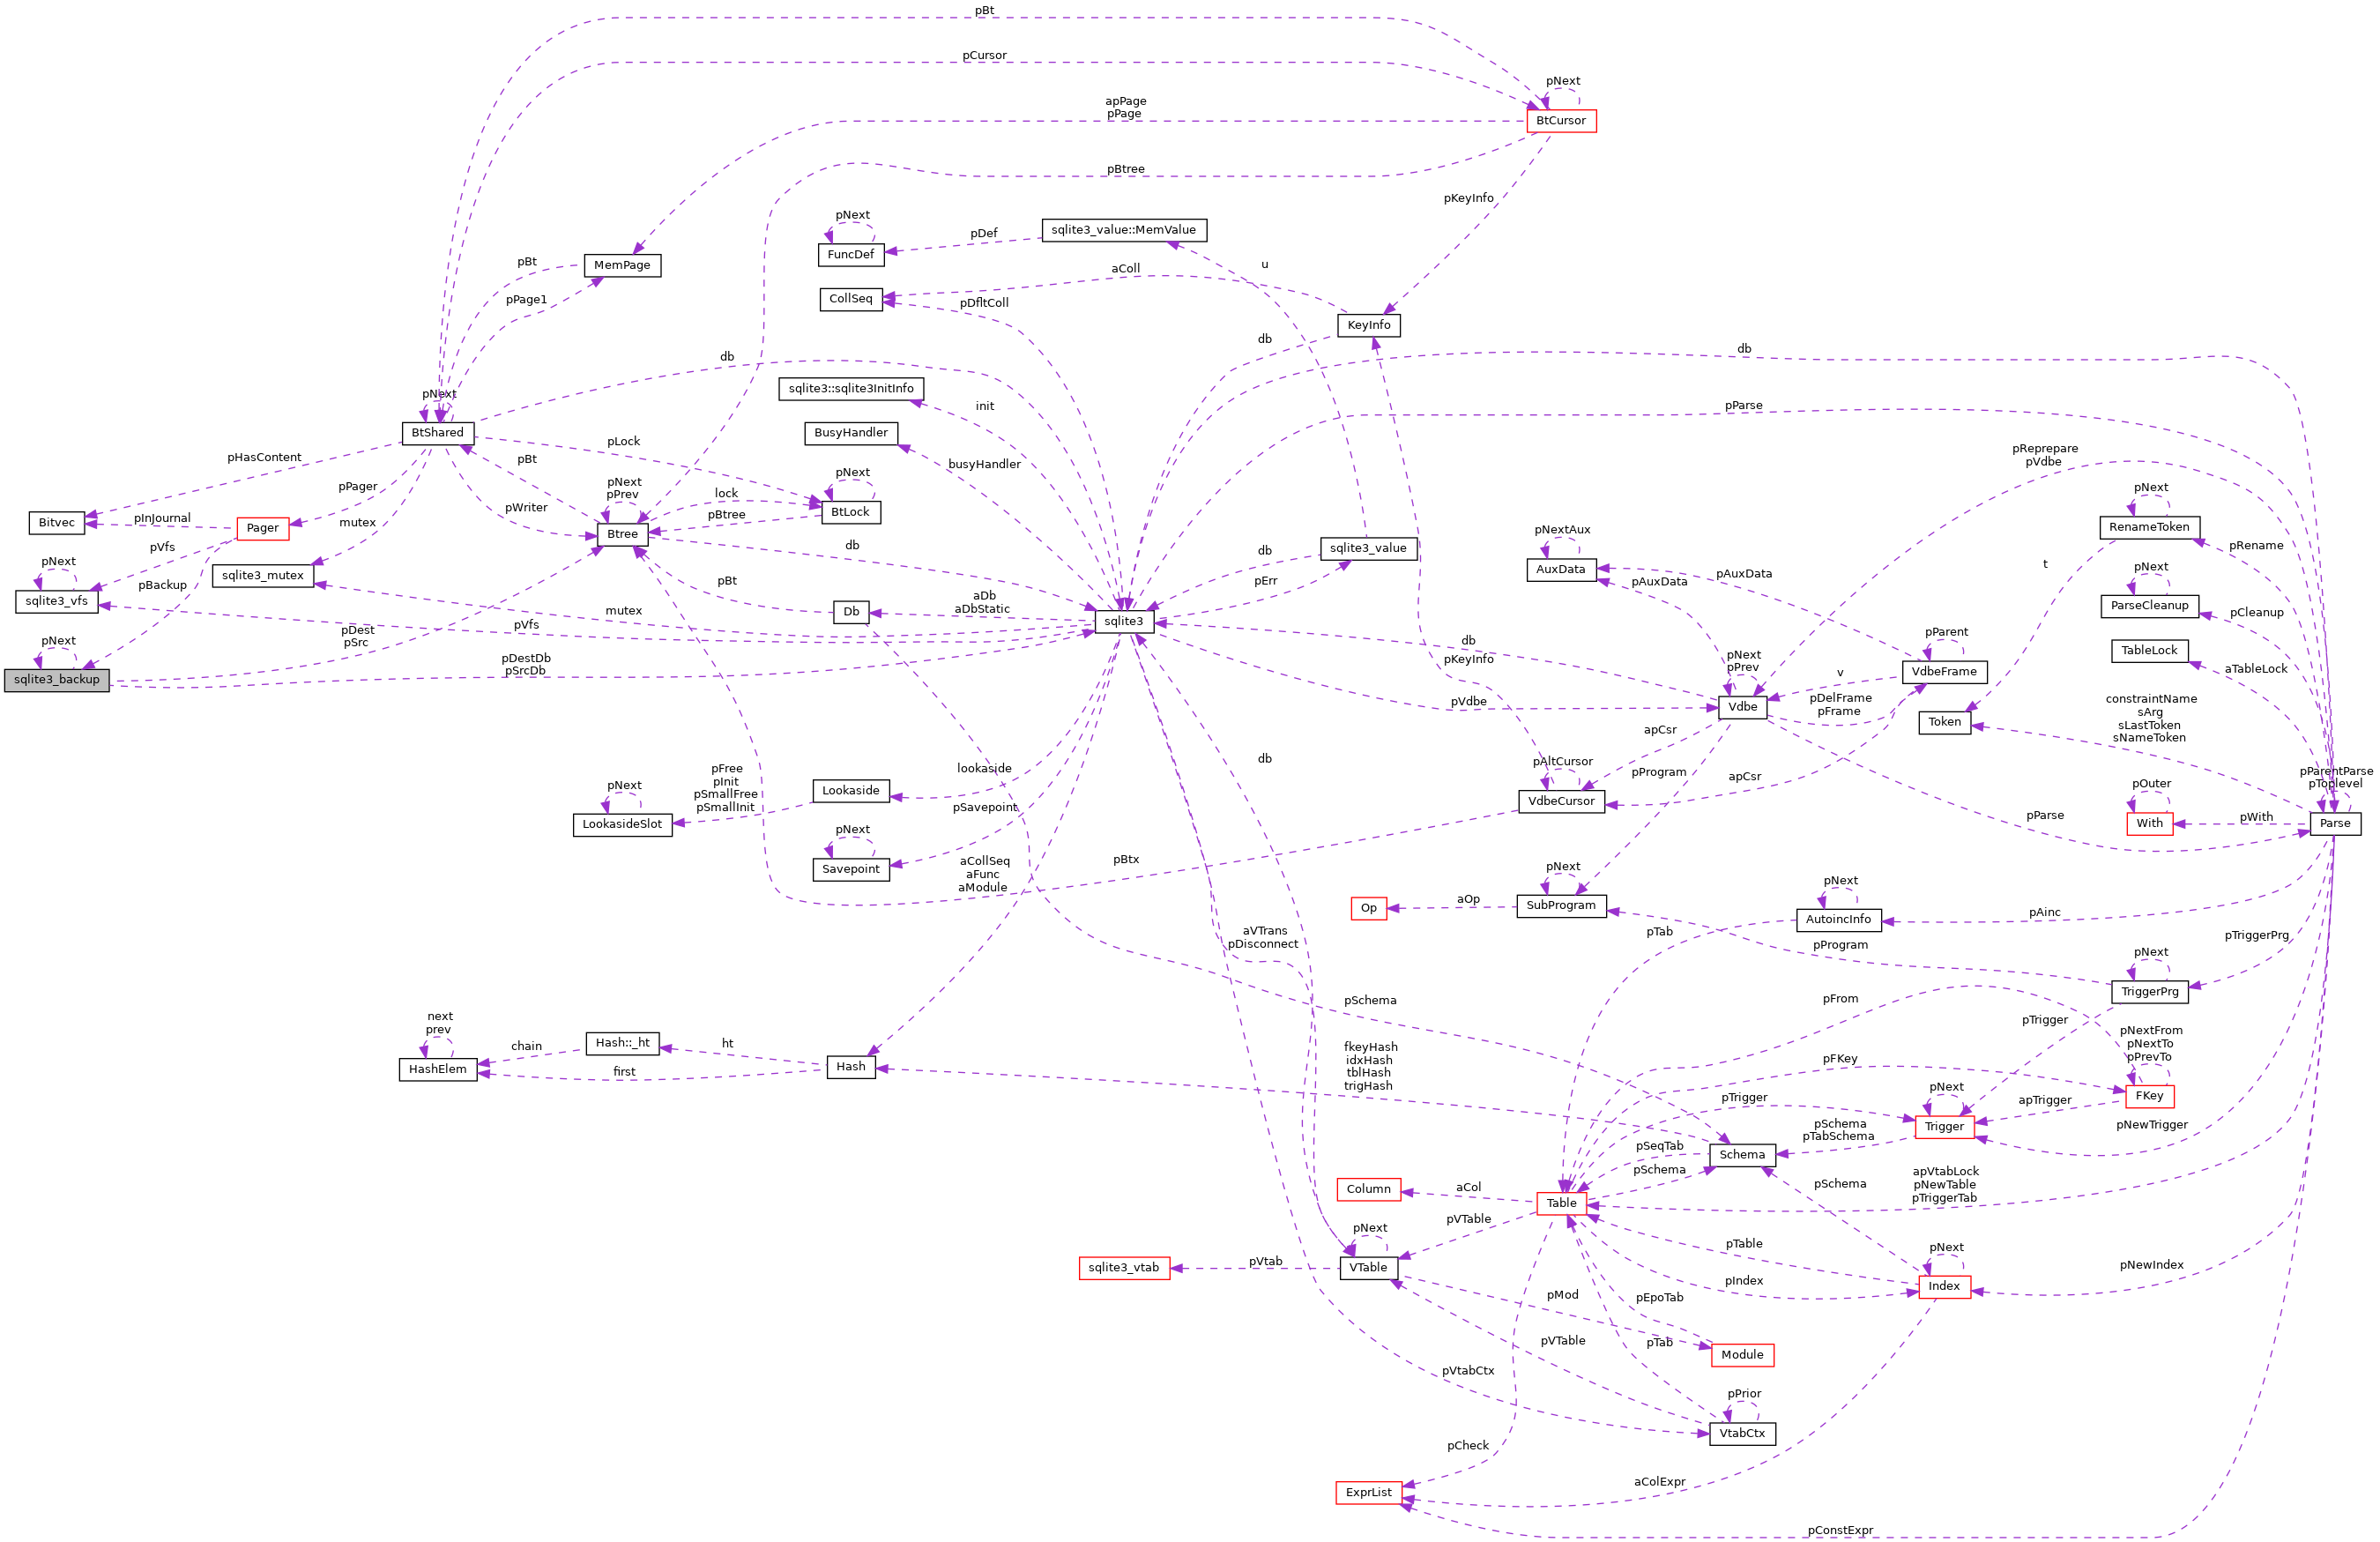 pBt
pCursor
pNext
BtCursor
apPage
pPage
pBtree
pKeyInfo
pNext
FuncDef
pDef
sqlite3_value::MemValue
u
MemPage
pBt
pPage1
CollSeq
aColl
pDfltColl
KeyInfo
db
db
db
sqlite3::sqlite3InitInfo
init
pNext
BtShared
BusyHandler
busyHandler
pParse
pHasContent
pLock
pBt
pPager
mutex
pWriter
pNext
pPrev
Btree
lock
pBtree
pNext
BtLock
db
Bitvec
pInJournal
Pager
pVfs
pBackup
pNext
sqlite3_vfs
sqlite3_mutex
pNext
sqlite3_backup
pDest
pSrc
mutex
pVfs
pDestDb
pSrcDb
pBt
Db
aDb
aDbStatic
sqlite3
db
pErr
sqlite3_value
pReprepare
pVdbe
pNextAux
AuxData
pAuxData
pAuxData
pNext
RenameToken
pRename
t
pNext
ParseCleanup
pCleanup
TableLock
aTableLock
pParent
VdbeFrame
v
pDelFrame
pFrame
pNext
pPrev
Vdbe
db
pVdbe
pKeyInfo
Token
constraintName
sArg
sLastToken
sNameToken
apCsr
pProgram
apCsr
pAltCursor
VdbeCursor
db
lookaside
pSavepoint
Lookaside
pFree
pInit
pSmallFree
pSmallInit
pNext
LookasideSlot
pNext
Savepoint
aCollSeq
aFunc
aModule
pBtx
pParse
pOuter
With
pWith
pParentParse
pToplevel
Parse
pNext
SubProgram
aOp
Op
pNext
AutoincInfo
pAinc
pTab
pProgram
pTriggerPrg
pNext
TriggerPrg
aVTrans
pDisconnect
pSchema
pFrom
pTrigger
pNextFrom
pNextTo
pPrevTo
FKey
pFKey
apTrigger
next
prev
HashElem
chain
first
Hash::_ht
ht
Hash
fkeyHash
idxHash
tblHash
trigHash
pTrigger
pNext
Trigger
pNewTrigger
pSchema
pTabSchema
pSeqTab
pSchema
Schema
Column
aCol
Table
pSchema
apVtabLock
pNewTable
pTriggerTab
pVTable
pTable
pNext
Index
pIndex
pNewIndex
pNext
VTable
pVtab
sqlite3_vtab
pMod
pEpoTab
Module
pVTable
pTab
pVtabCtx
pPrior
VtabCtx
pCheck
ExprList
aColExpr
pConstExpr